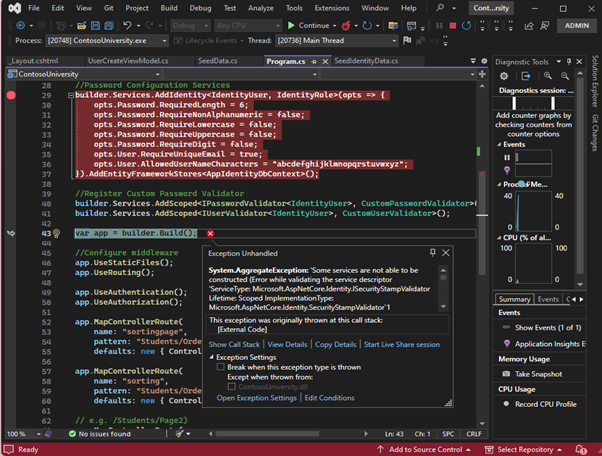 File Edit View Git Project Build Debug Test Analyze
Tools Extensions Window Help Cont...rsity
Debug Any CPU Continue ADMIN
Process: [20748] ContosoUniversity.exe Lifecycle Events Thread: [20736] Main Thread
_Layout.cshtml UserCreateViewModel.cs SeedData.cs Program.cs SeedIdentityData.cs
ContosoUniversity
28 //Password Configuration Services
29 builder.Services.AddIdentity<IdentityUser, IdentityRole>(opts => {
30 opts.Password.RequiredLength = 6;
31 opts.Password.RequireNonAlphanumeric = false;
32 opts.Password.RequireLowercase = false;
33 opts.Password.RequireUppercase = false;
34 opts.Password.RequireDigit = false;
35 opts.User.RequireUniqueEmail = true;
36 opts.User.AllowedUserNameCharacters = "abcdefghijklmnopqrstuvwxyz";
37 }).AddEntityFrameworkStores<AppIdentityDbContext>();
38
39 //Register Custom Password Validator
40 builder.Services.AddScoped<IPasswordValidator<IdentityUser>, CustomPasswordValidator>(
41 builder.Services.AddScoped<IUserValidator<IdentityUser>, CustomUserValidator>();
42
43 var app = builder.Build();
44
45 //Configure middleware
46 app.UseStaticFiles();
47 app.UseRouting();
48
49 app.UseAuthentication();
50 app.UseAuthorization();
51
52 app.MapControllerRoute(
53 name: "sortingpage",
54 pattern: "Students/Orde
55 defaults: new { Control
56
57 app.MapControllerRoute(
58 name: "sorting",
59 pattern: "Students/Orde
60 defaults: new { Control
61
62 // e.g. /Students/Page2)
Exception Unhandled
System.AggregateException: 'Some services are not able to be
constructed (Error while validating the service descriptor
'ServiceType: Microsoft.AspNetCore.Identity.ISecurityStampValidator
Lifetime: Scoped ImplementationType:
Microsoft.AspNetCore.Identity.SecurityStampValidator`1
This exception was originally thrown at this call stack:
[External Code]
Show Call Stack | View Details | Copy Details | Start Live Share session
Exception Settings
Break when this exception type is thrown
Except when thrown from:
ContosoUniversity.dll
Open Exception Settings | Edit Conditions
Diagnostic Tools
Diagnostics session: ...
Add counter graphs by
checking counters from
counter options
Events
Me...
40 40
0 0
CPU (% of al...
100 100
0 0
Summary Events C
Events
Show Events (1 of 1)
Application Insights E
Memory Usage
Take Snapshot
CPU Usage
Record CPU Profile
Solution Explorer
Git Changes
100 % No issues found Ln: 43 Ch: 1 SPC CRLF
Ready Add to Source Control Select Repository